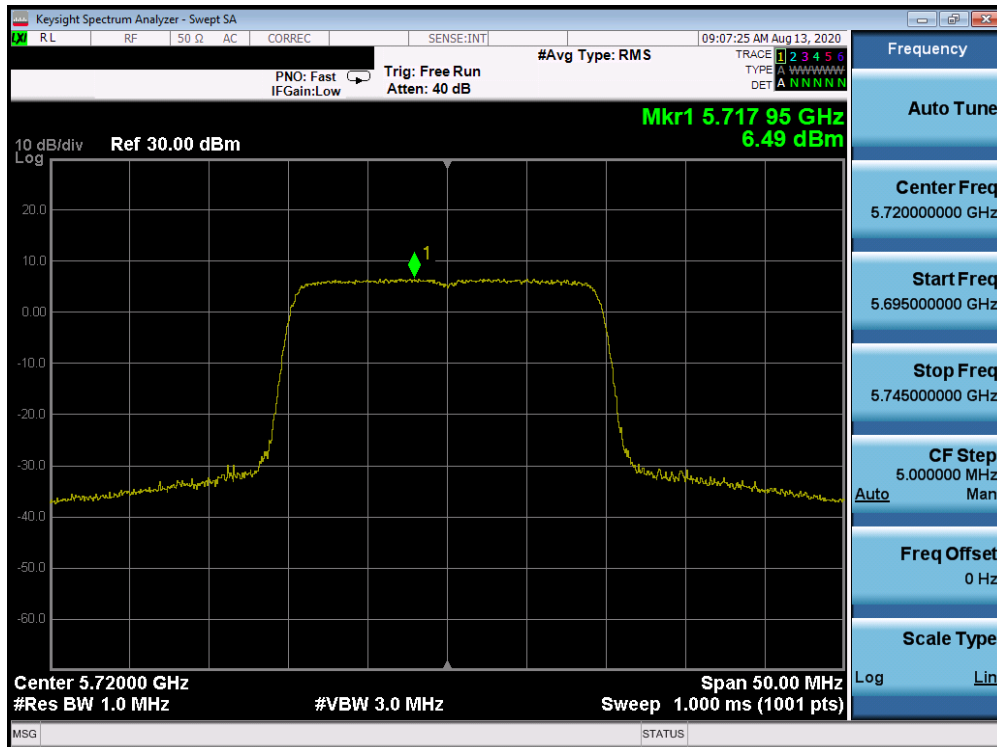 LXI Keysight Spectrum Analyzer - Swept SA
RL RF 50 Ω AC CORREC SENSE:INT 09:07:25 AM Aug 13, 2020
#Avg Type: RMS TRACE 1 2 3 4 5 6
PNO: Fast Trig: Free Run TYPE A WWWWW
IFGain:Low Atten: 40 dB DET A N N N N N
Mkr1 5.717 95 GHz
6.49 dBm
10 dB/div Ref 30.00 dBm
Log
1
20.0
10.0
0.00
-10.0
-20.0
-30.0
-40.0
-50.0
-60.0
Center 5.72000 GHz Span 50.00 MHz
#Res BW 1.0 MHz #VBW 3.0 MHz Sweep 1.000 ms (1001 pts)
MSG STATUS
Frequency
Auto Tune
Center Freq
5.720000000 GHz
Start Freq
5.695000000 GHz
Stop Freq
5.745000000 GHz
CF Step
5.000000 MHz
Auto Man
Freq Offset
0 Hz
Scale Type
Log Lin